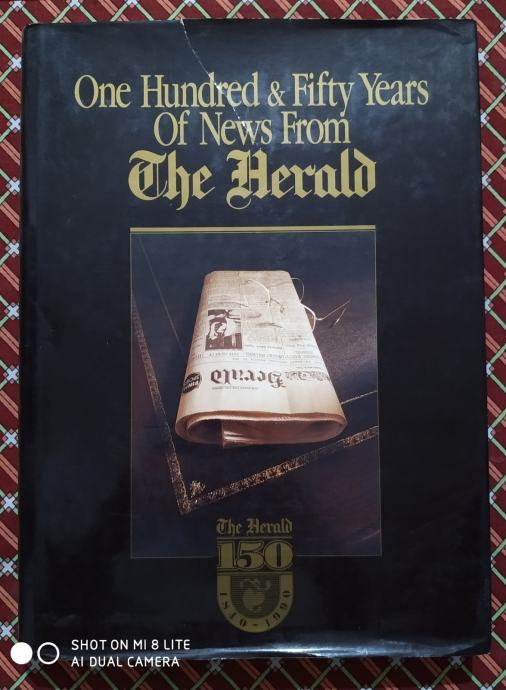 One Hundred & Fifty Years
Of News From
The Herald
Herald
The Herald
150
1840-1990
SHOT ON MI 8 LITE
AI DUAL CAMERA